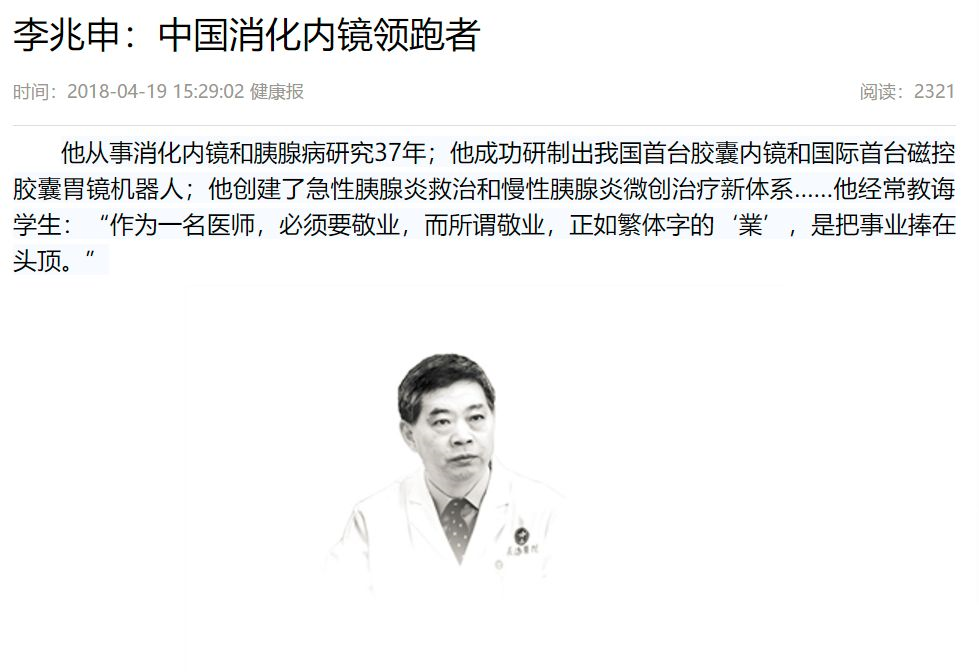 李兆申：中国消化内镜领跑者
时间：2018-04-19 15:29:02 健康报
阅读：2321
他从事消化内镜和胰腺病研究37年；他成功研制出我国首台胶囊内镜和国际首台磁控
胶囊胃镜机器人；他创建了急性胰腺炎救治和慢性胰腺炎微创治疗新体系……他经常教诲
学生：“作为一名医师，必须要敬业，而所谓敬业，正如繁体字的‘業’，是把事业捧在
头顶。”